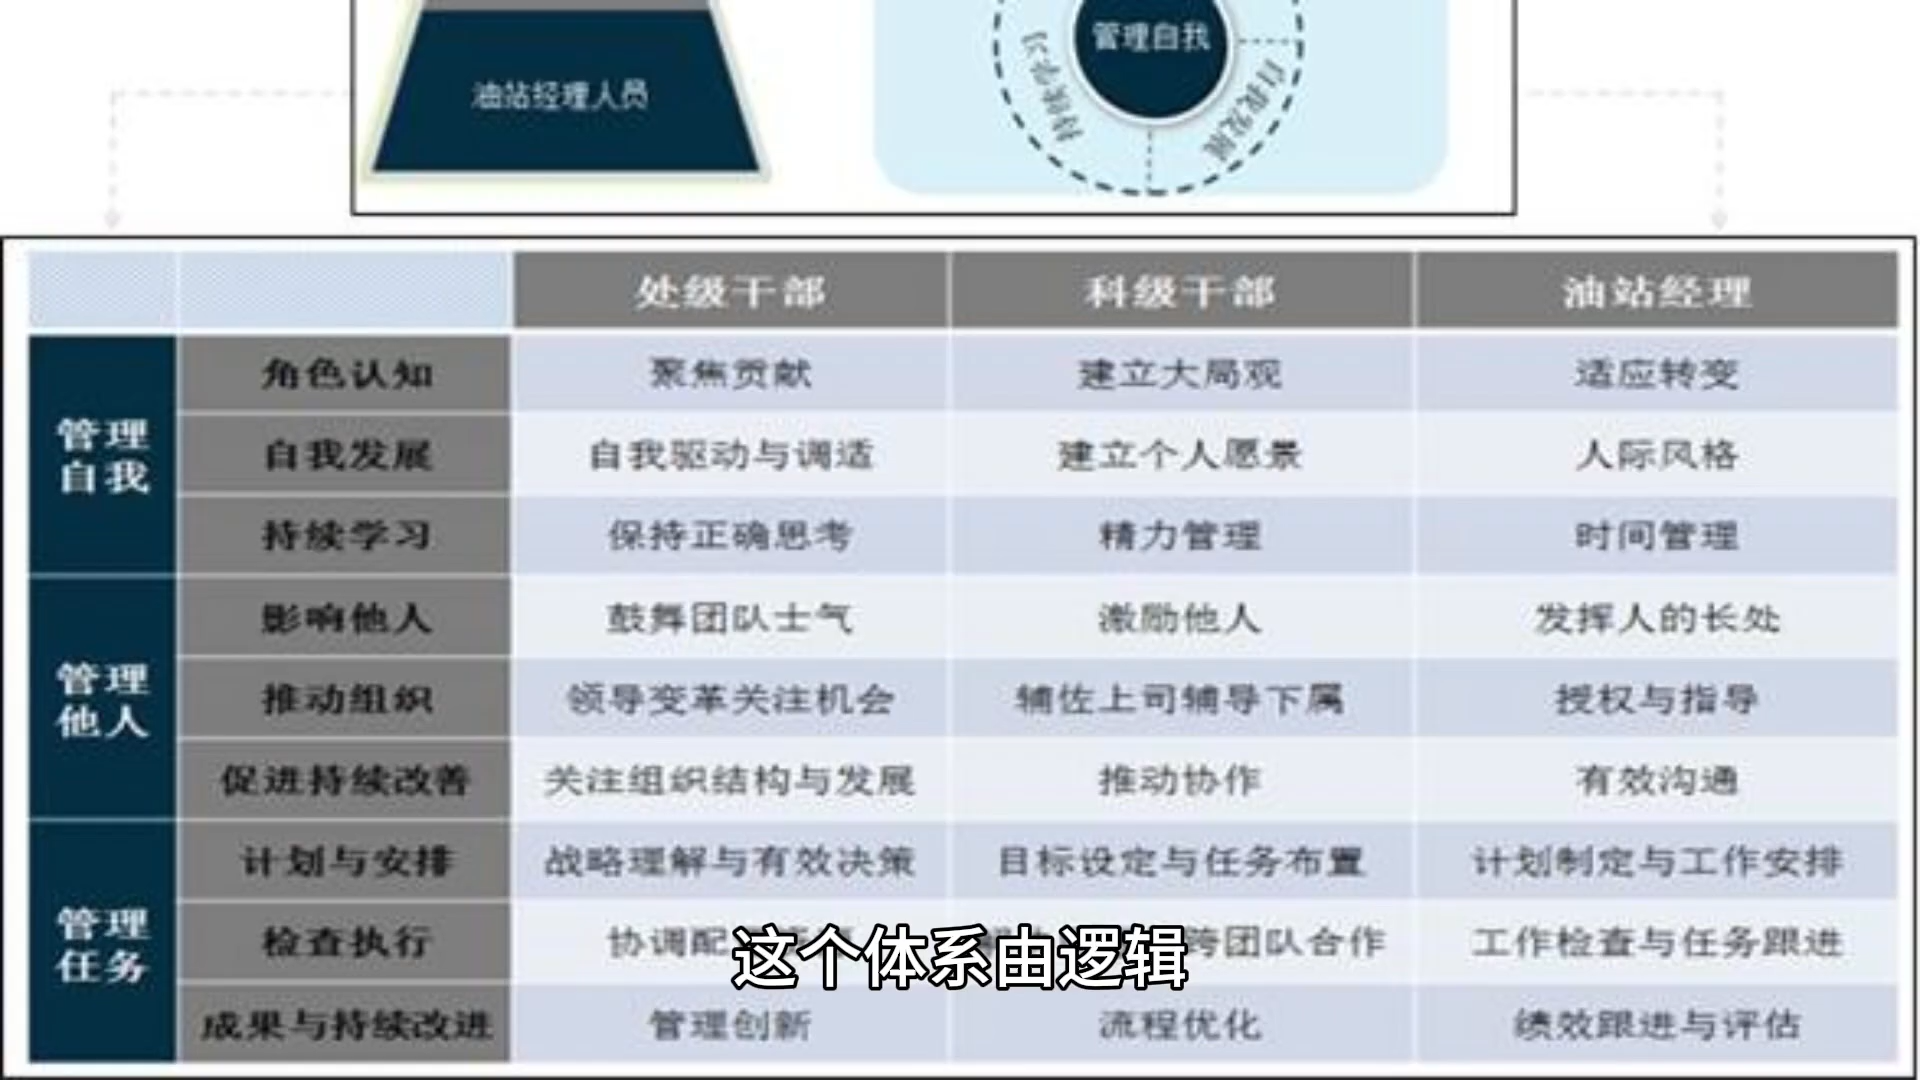 油站经理人员
管理自我
持续学习
自我发展
处级干部 科级干部 油站经理
管理自我
角色认知 聚焦贡献 建立大局观 适应转变
自我发展 自我驱动与调适 建立个人愿景 人际风格
持续学习 保持正确思考 精力管理 时间管理
管理他人
影响他人 鼓舞团队士气 激励他人 发挥人的长处
推动组织 领导变革关注机会 辅佐上司辅导下属 授权与指导
促进持续改善 关注组织结构与发展 推动协作 有效沟通
管理任务
计划与安排 战略理解与有效决策 目标设定与任务布置 计划制定与工作安排
检查执行 协调配 跨团队合作 工作检查与任务跟进
这个体系由逻辑
成果与持续改进 管理创新 流程优化 绩效跟进与评估